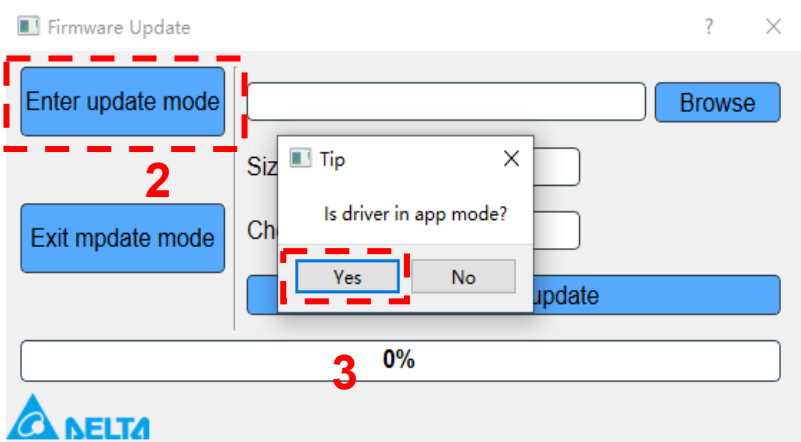 Firmware Update
Enter update mode
Browse
2
Siz
Tip
Is driver in app mode?
Exit mpdate mode
Yes
No
update
0%
3
DELTA